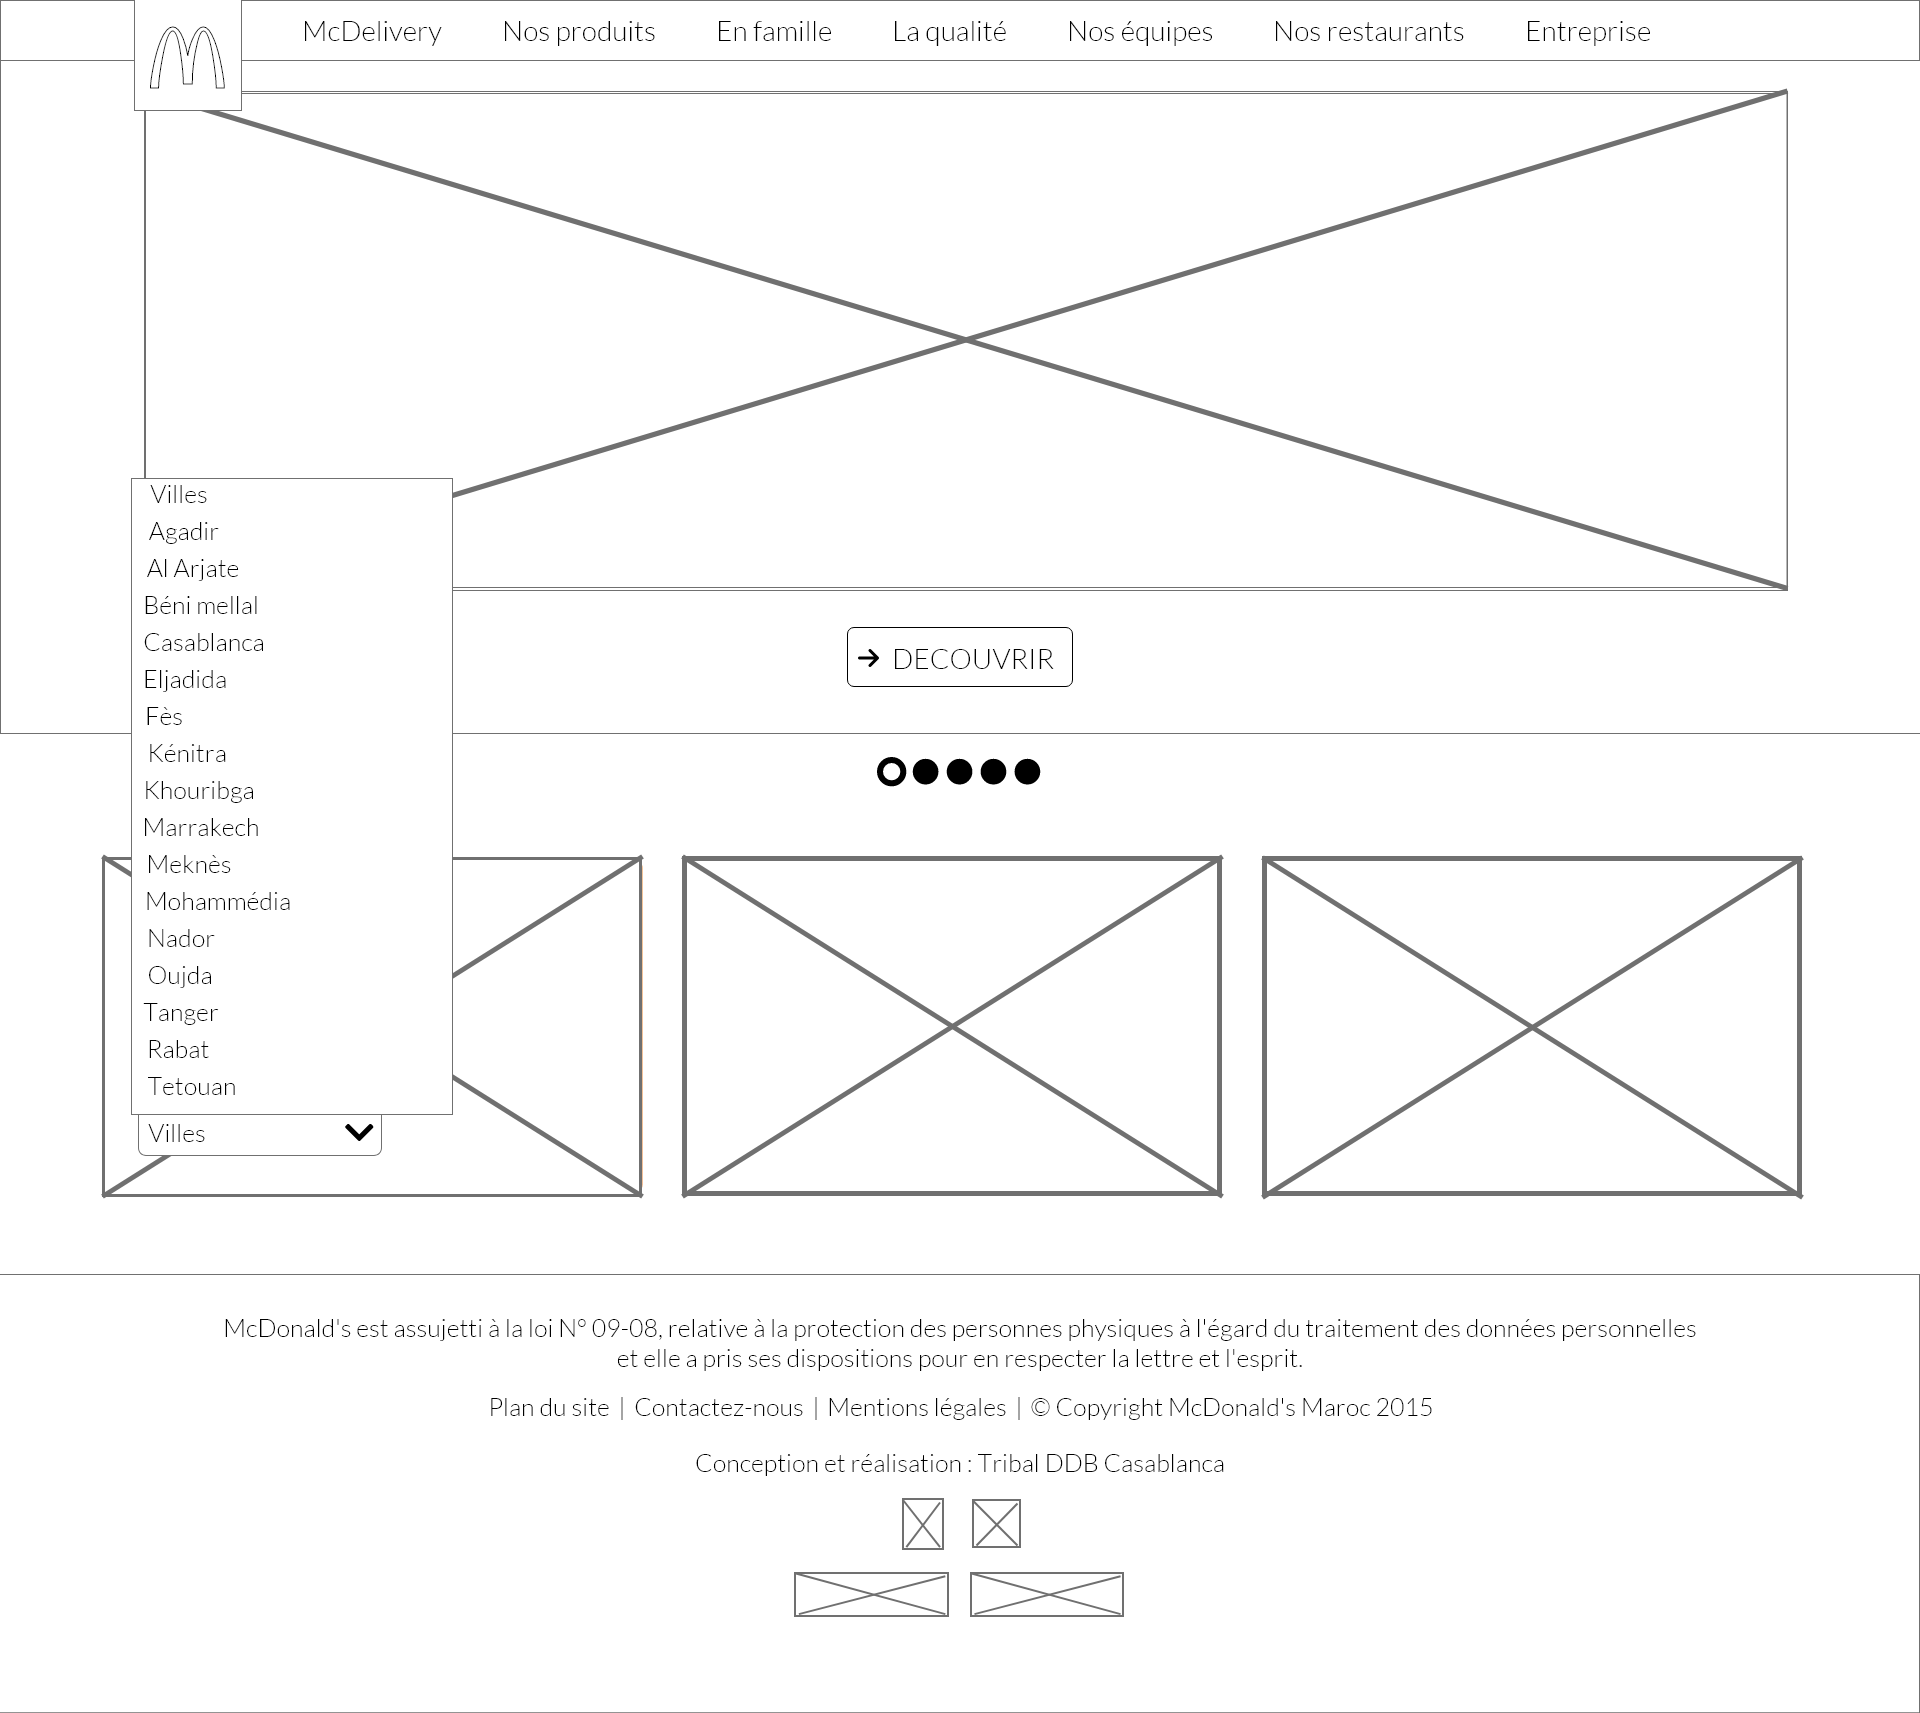 McDelivery Nos produits En famille La qualité Nos équipes Nos restaurants Entreprise
Villes
Agadir
Al Arjate
Béni mellal
Casablanca
Eljadida
Fès
Kénitra
Khouribga
Marrakech
Meknès
Mohammédia
Nador
Oujda
Tanger
Rabat
Tetouan
Villes
DECOUVRIR
McDonald's est assujetti à la loi N° 09-08, relative à la protection des personnes physiques à l'égard du traitement des données personnelles
et elle a pris ses dispositions pour en respecter la lettre et l'esprit.
Plan du site | Contactez-nous | Mentions légales | © Copyright McDonald's Maroc 2015
Conception et réalisation : Tribal DDB Casablanca